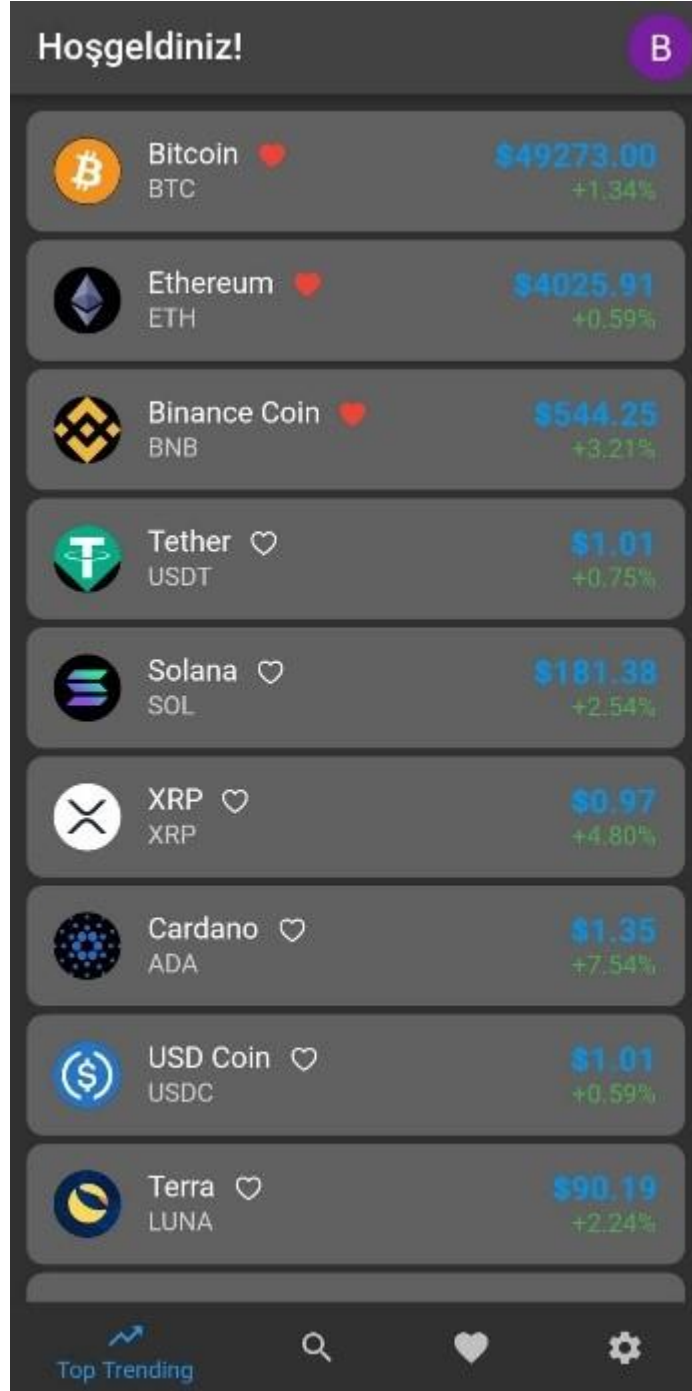 Hoşgeldiniz!
B
Bitcoin
$49273.00
BTC
+1.34%
Ethereum
$4025.91
ETH
+0.59%
Binance Coin
$544.25
BNB
+3.21%
Tether
$1.01
USDT
+0.75%
Solana
$181.38
SOL
+2.54%
XRP
$0.97
XRP
+4.80%
Cardano
$1.35
ADA
+7.54%
USD Coin
$1.01
USDC
+0.59%
Terra
$90.19
LUNA
+2.24%
Top Trending